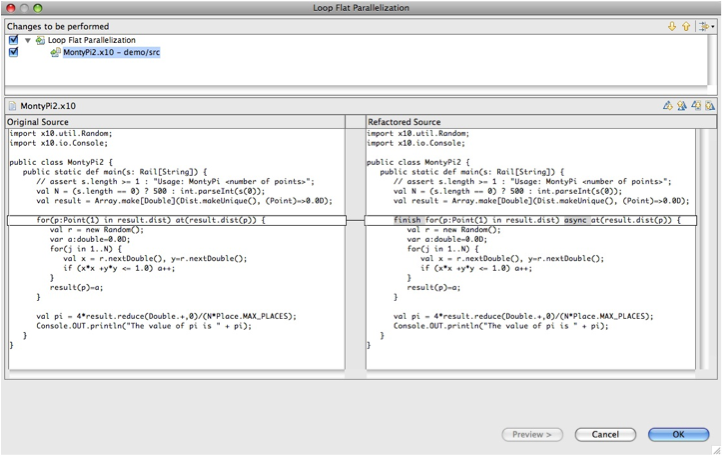 Loop Flat Parallelization
Changes to be performed
Loop Flat Parallelization
MontyPi2.x10 - demo/src
MontyPi2.x10
Original Source
import x10.util.Random;
import x10.io.Console;
public class MontyPi2 {
public static def main(s: Rail[String]) {
// assert s.length >= 1 : "Usage: MontyPi <number of points>";
val N = (s.length == 0) ? 500 : int.parseInt(s(0));
val result = Array.make[Double](Dist.makeUnique(), (Point)=>0.0D);
for(p:Point(1) in result.dist) at(result.dist(p)) {
val r = new Random();
var a:double=0.0D;
for(j in 1..N) {
val x = r.nextDouble(), y=r.nextDouble();
if (x*x +y*y <= 1.0) a++;
}
result(p)=a;
}
val pi = 4*result.reduce(Double.+,0)/(N*Place.MAX_PLACES);
Console.OUT.println("The value of pi is " + pi);
}
}
Refactored Source
import x10.util.Random;
import x10.io.Console;
public class MontyPi2 {
public static def main(s: Rail[String]) {
// assert s.length >= 1 : "Usage: MontyPi <number of points>";
val N = (s.length == 0) ? 500 : int.parseInt(s(0));
val result = Array.make[Double](Dist.makeUnique(), (Point)=>0.0D);
finish for(p:Point(1) in result.dist) async at(result.dist(p)) {
val r = new Random();
var a:double=0.0D;
for(j in 1..N) {
val x = r.nextDouble(), y=r.nextDouble();
if (x*x +y*y <= 1.0) a++;
}
result(p)=a;
}
val pi = 4*result.reduce(Double.+,0)/(N*Place.MAX_PLACES);
Console.OUT.println("The value of pi is " + pi);
}
}
Preview >
Cancel
OK